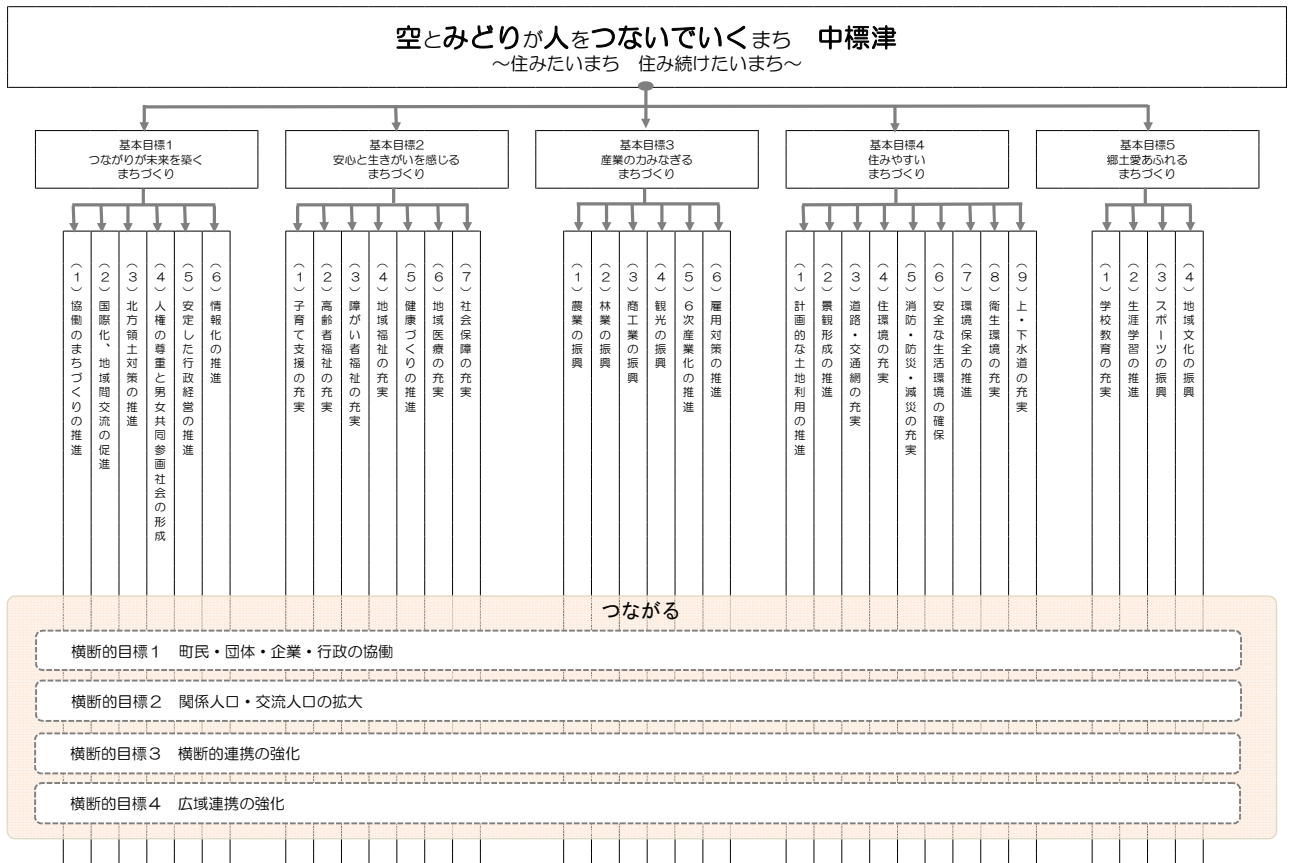 空とみどりが人をつないでいくまち　中標津
～住みたいまち　住み続けたいまち～
基本目標１
つながりが未来を築く
まちづくり
基本目標２
安心と生きがいを感じる
まちづくり
基本目標３
産業の力みなぎる
まちづくり
基本目標４
住みやすい
まちづくり
基本目標５
郷土愛あふれる
まちづくり
（１）協働のまちづくりの推進
（２）国際化、地域間交流の促進
（３）北方領土対策の推進
（４）人権の尊重と男女共同参画社会の形成
（５）安定した行政経営の推進
（６）情報化の推進
（１）子育て支援の充実
（２）高齢者福祉の充実
（３）障がい者福祉の充実
（４）地域福祉の充実
（５）健康づくりの推進
（６）地域医療の充実
（７）社会保障の充実
（１）農業の振興
（２）林業の振興
（３）商工業の振興
（４）観光の振興
（５）６次産業化の推進
（６）雇用対策の推進
（１）計画的な土地利用の推進
（２）景観形成の推進
（３）道路・交通網の充実
（４）住環境の充実
（５）消防・防災・減災の充実
（６）安全な生活環境の確保
（７）環境保全の推進
（８）衛生環境の充実
（９）上・下水道の充実
（１）学校教育の充実
（２）生涯学習の推進
（３）スポーツの振興
（４）地域文化の振興
つながる
横断的目標１　町民・団体・企業・行政の協働
横断的目標２　関係人口・交流人口の拡大
横断的目標３　横断的連携の強化
横断的目標４　広域連携の強化